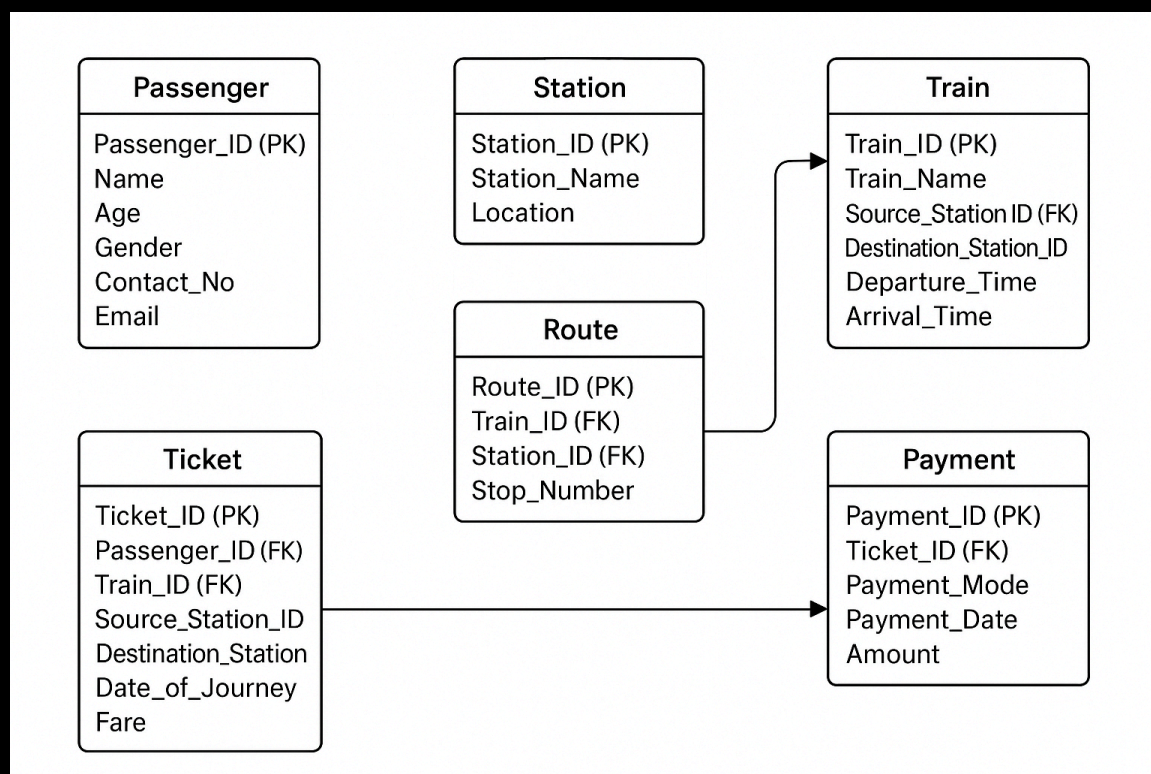 Passenger
Passenger_ID (PK)
Name
Age
Gender
Contact_No
Email
Station
Station_ID (PK)
Station_Name
Location
Train
Train_ID (PK)
Train_Name
Source_Station ID (FK)
Destination_Station_ID
Departure_Time
Arrival_Time
Route
Route_ID (PK)
Train_ID (FK)
Station_ID (FK)
Stop_Number
Ticket
Ticket_ID (PK)
Passenger_ID (FK)
Train_ID (FK)
Source_Station_ID
Destination_Station
Date_of_Journey
Fare
Payment
Payment_ID (PK)
Ticket_ID (FK)
Payment_Mode
Payment_Date
Amount